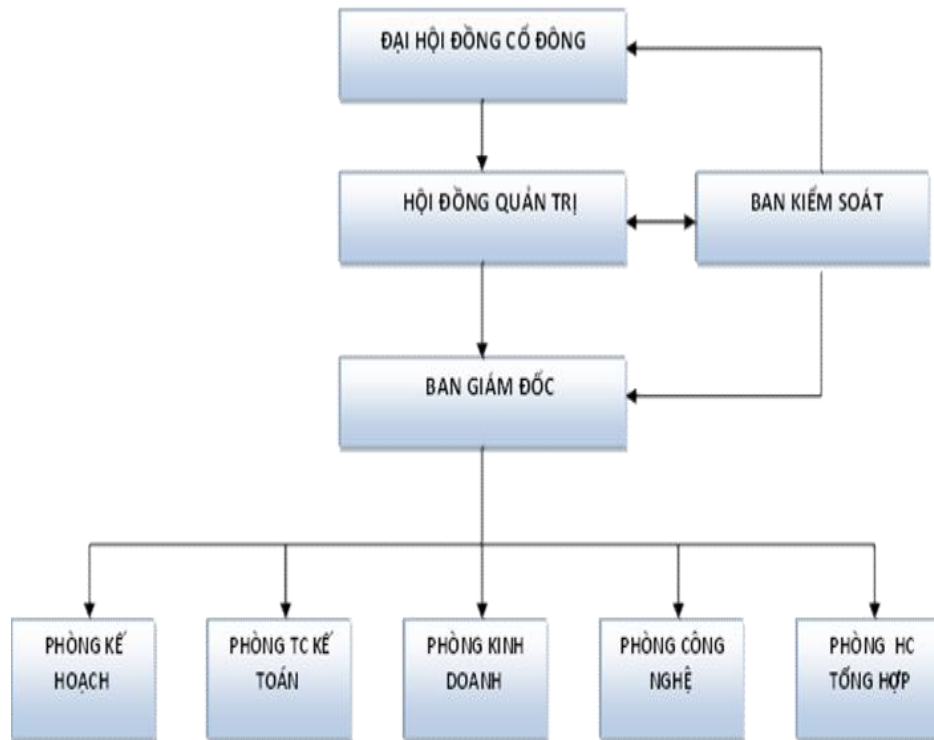 ĐẠI HỘI ĐỒNG CỔ ĐÔNG
HỘI ĐỒNG QUẢN TRỊ
BAN KIỂM SOÁT
BAN GIÁM ĐỐC
PHÒNG KẾ
HOẠCH
PHÒNG TC KẾ
TOÁN
PHÒNG KINH
DOANH
PHÒNG CÔNG
NGHỆ
PHÒNG HC
TỔNG HỢP